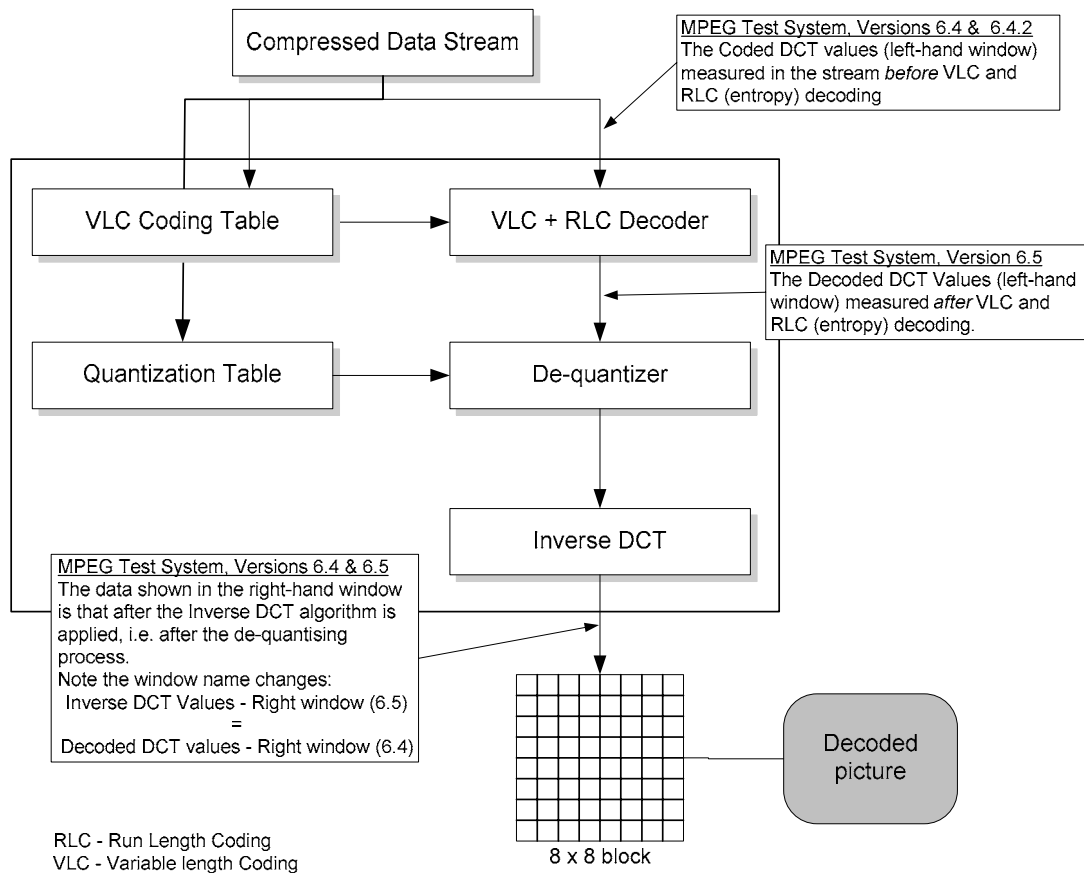 Compressed Data Stream
MPEG Test System, Versions 6.4 & 6.4.2
The Coded DCT values (left-hand window)
measured in the stream before VLC and
RLC (entropy) decoding
VLC Coding Table
VLC + RLC Decoder
MPEG Test System, Version 6.5
The Decoded DCT Values (left-hand
window) measured after VLC and
RLC (entropy) decoding.
Quantization Table
De-quantizer
Inverse DCT
MPEG Test System, Versions 6.4 & 6.5
The data shown in the right-hand window
is that after the Inverse DCT algorithm is
applied, i.e. after the de-quantising
process.
Note the window name changes:
Inverse DCT Values - Right window (6.5)
=
Decoded DCT values - Right window (6.4)
Decoded
picture
8 x 8 block
RLC - Run Length Coding
VLC - Variable length Coding